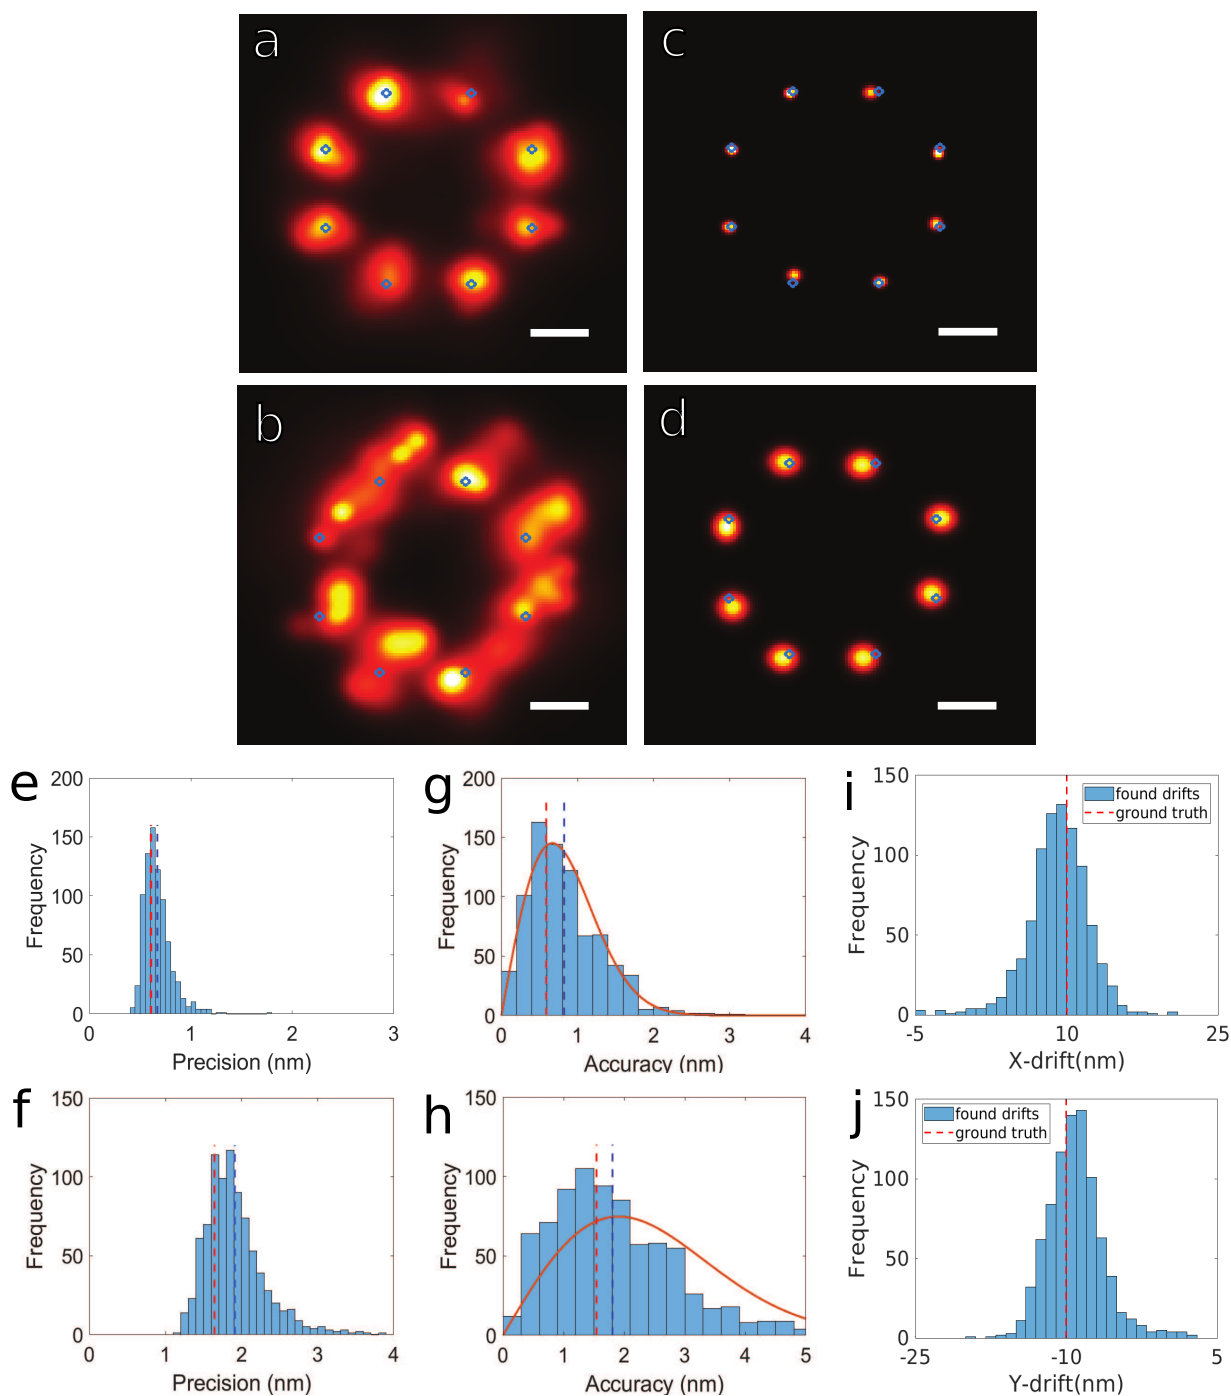 a
c
b
d
e
200
150
100
50
0
Frequency
0 1 2 3
Precision (nm)
g
200
150
100
50
0
Frequency
0 1 2 3 4
Accuracy (nm)
i
150
100
50
0
Frequency
found drifts
ground truth
-5 10 25
X-drift(nm)
f
150
100
50
0
Frequency
0 1 2 3 4
Precision (nm)
h
150
100
50
0
Frequency
0 1 2 3 4 5
Accuracy (nm)
j
150
100
50
0
Frequency
found drifts
ground truth
-25 -10 5
Y-drift(nm)